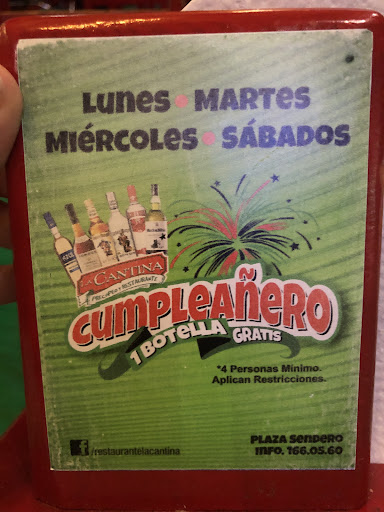 LUNES • MARTES
MIÉRCOLES • SÁBADOS
LA CANTINA
CUMPLEAÑERO
1 BOTELLA GRATIS
*4 Personas Mínimo.
Aplican Restricciones.
f /restaurantelacantina
PLAZA SENDERO
INFO. 166.05.60